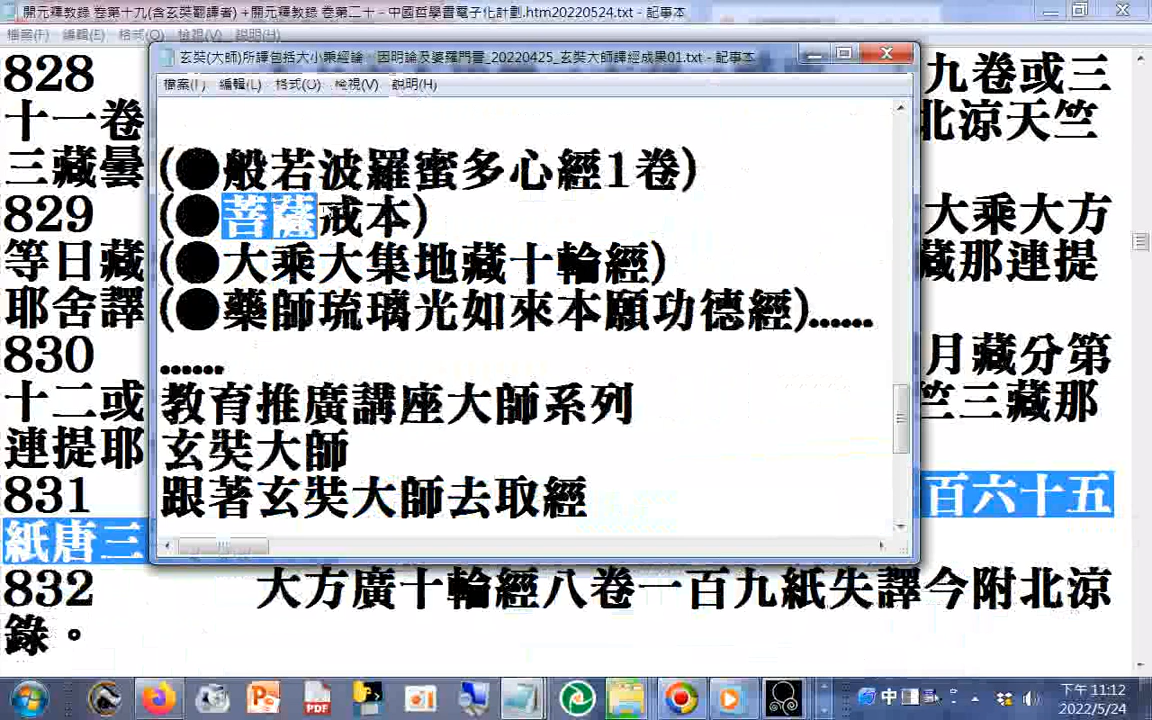 開元釋教錄 卷第十九(含玄奘翻譯者) +開元釋教錄 卷第二十 - 中國哲學書電子化計劃.htm20220524.txt - 記事本
檔案(F) 編輯(E) 格式(O) 檢視(V) 說明(H)
828 九卷或三
十一卷 北涼天竺
三藏曇
829 大乘大方
等日藏 藏那連提
耶舍譯
830 月藏分第
十二或 竺三藏那
連提耶
831 百六十五
紙唐三
832 大方廣十輪經八卷一百九紙失譯今附北涼
錄。
玄奘(大師)所譯包括大小乘經論、因明論及婆羅門書_20220425_玄奘大師譯經成果01.txt - 記事本
檔案(F) 編輯(E) 格式(O) 檢視(V) 說明(H)
(●般若波羅蜜多心經1卷)
(●菩薩戒本)
(●大乘大集地藏十輪經)
(●藥師琉璃光如來本願功德經)......
......
教育推廣講座大師系列
玄奘大師
跟著玄奘大師去取經
中
下午 11:12
2022/5/24